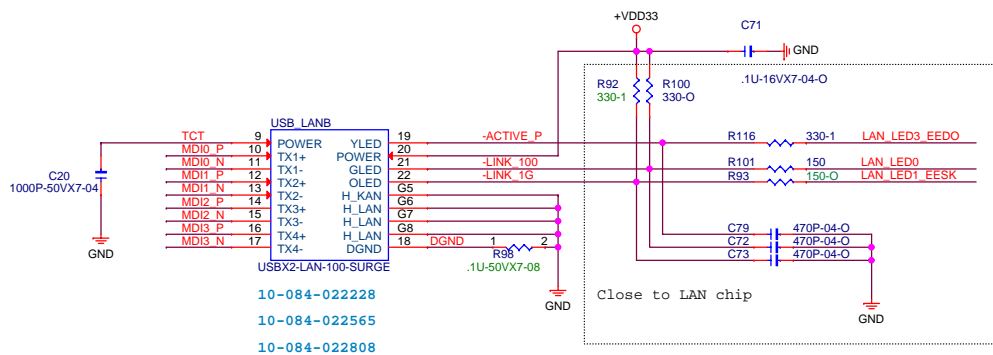 +VDD33
C71
GND
.1U-16VX7-04-O
R92 R100
330-1 330-O
USB_LANB
TCT 9 POWER YLED 19 -ACTIVE_P R116 330-1 LAN_LED3_EEDO
MDI0_P 10 TX1+ POWER 20
MDI0_N 11 TX1- GLED 21 -LINK_100 R101 150 LAN_LED0
MDI1_P 12 TX2+ OLED 22 -LINK_1G R93 150-O LAN_LED1_EESK
MDI1_N 13 TX2- H_KAN G5
MDI2_P 14 TX3+ H_LAN G6
MDI2_N 15 TX3- H_LAN G7
MDI3_P 16 TX4+ H_LAN G8
MDI3_N 17 TX4- DGND 18 DGND 1 2
C20
1000P-50VX7-04
GND
R98
.1U-50VX7-08
GND
USBX2-LAN-100-SURGE
C79 470P-04-O
C72 470P-04-O
C73 470P-04-O
GND
Close to LAN chip
10-084-022228
10-084-022565
10-084-022808